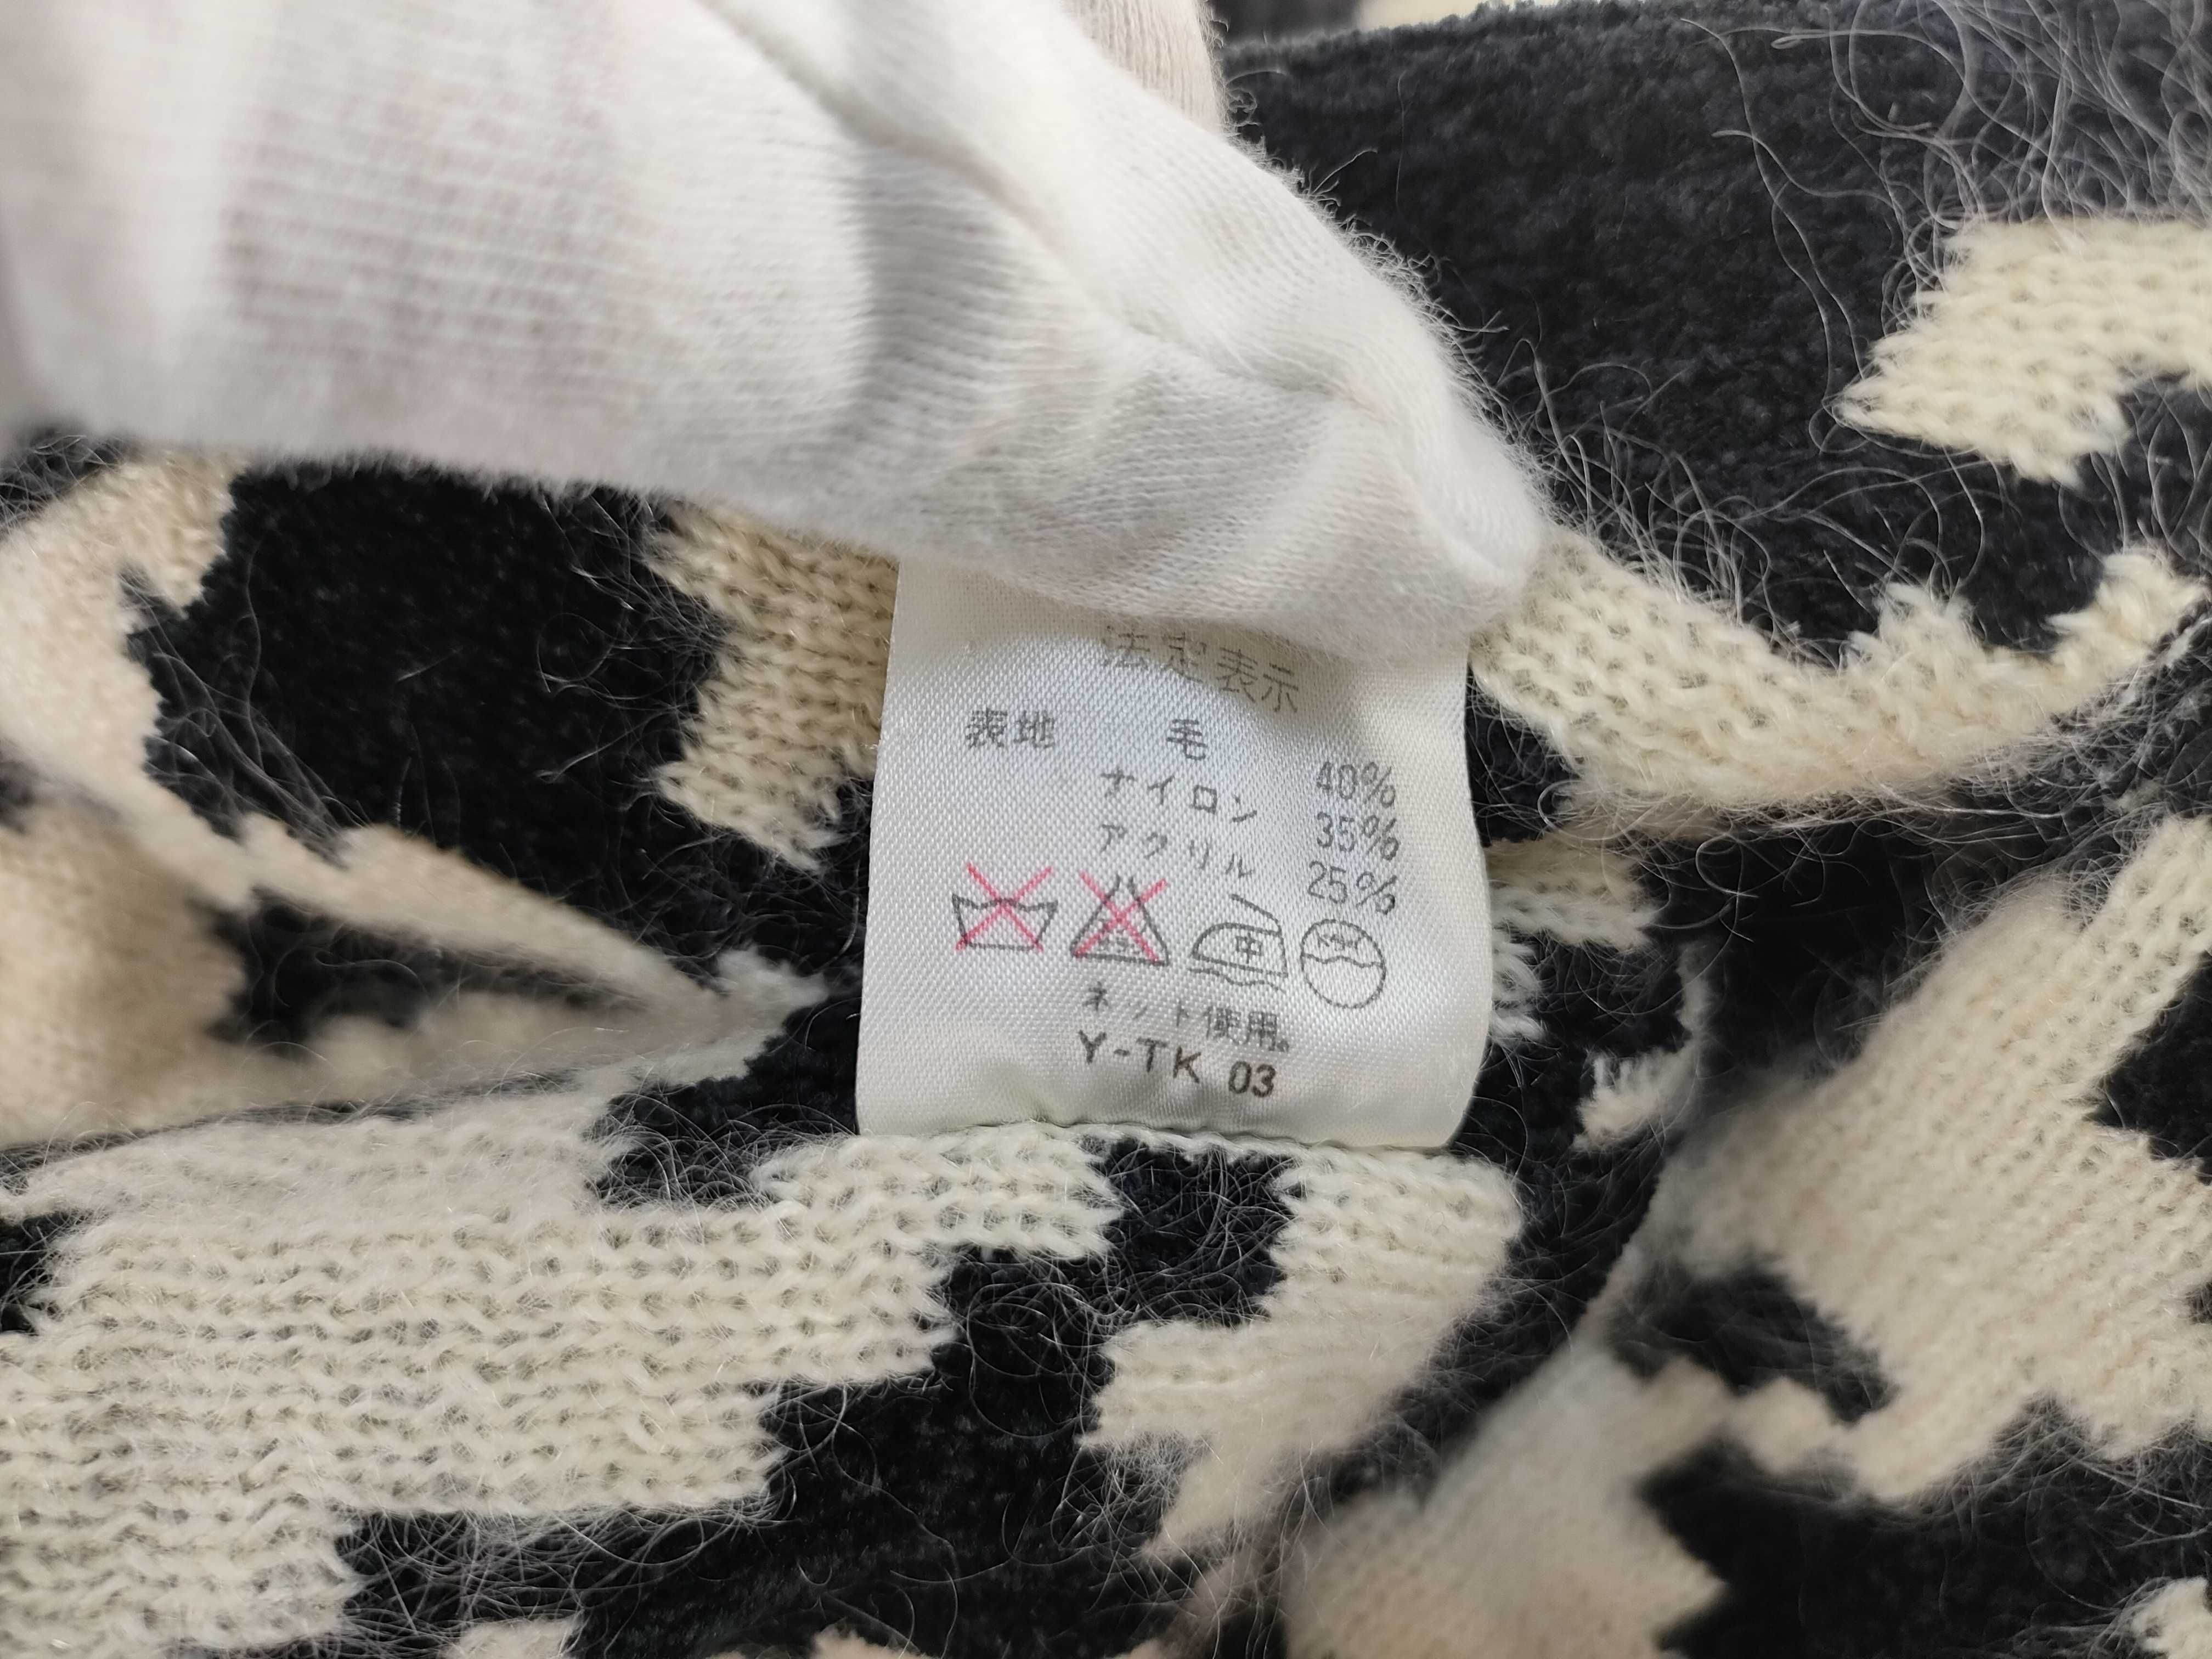 法定表示
表地 毛 40%
ナイロン 35%
アクリル 25%
中
ネット使用。
Y-TK 03